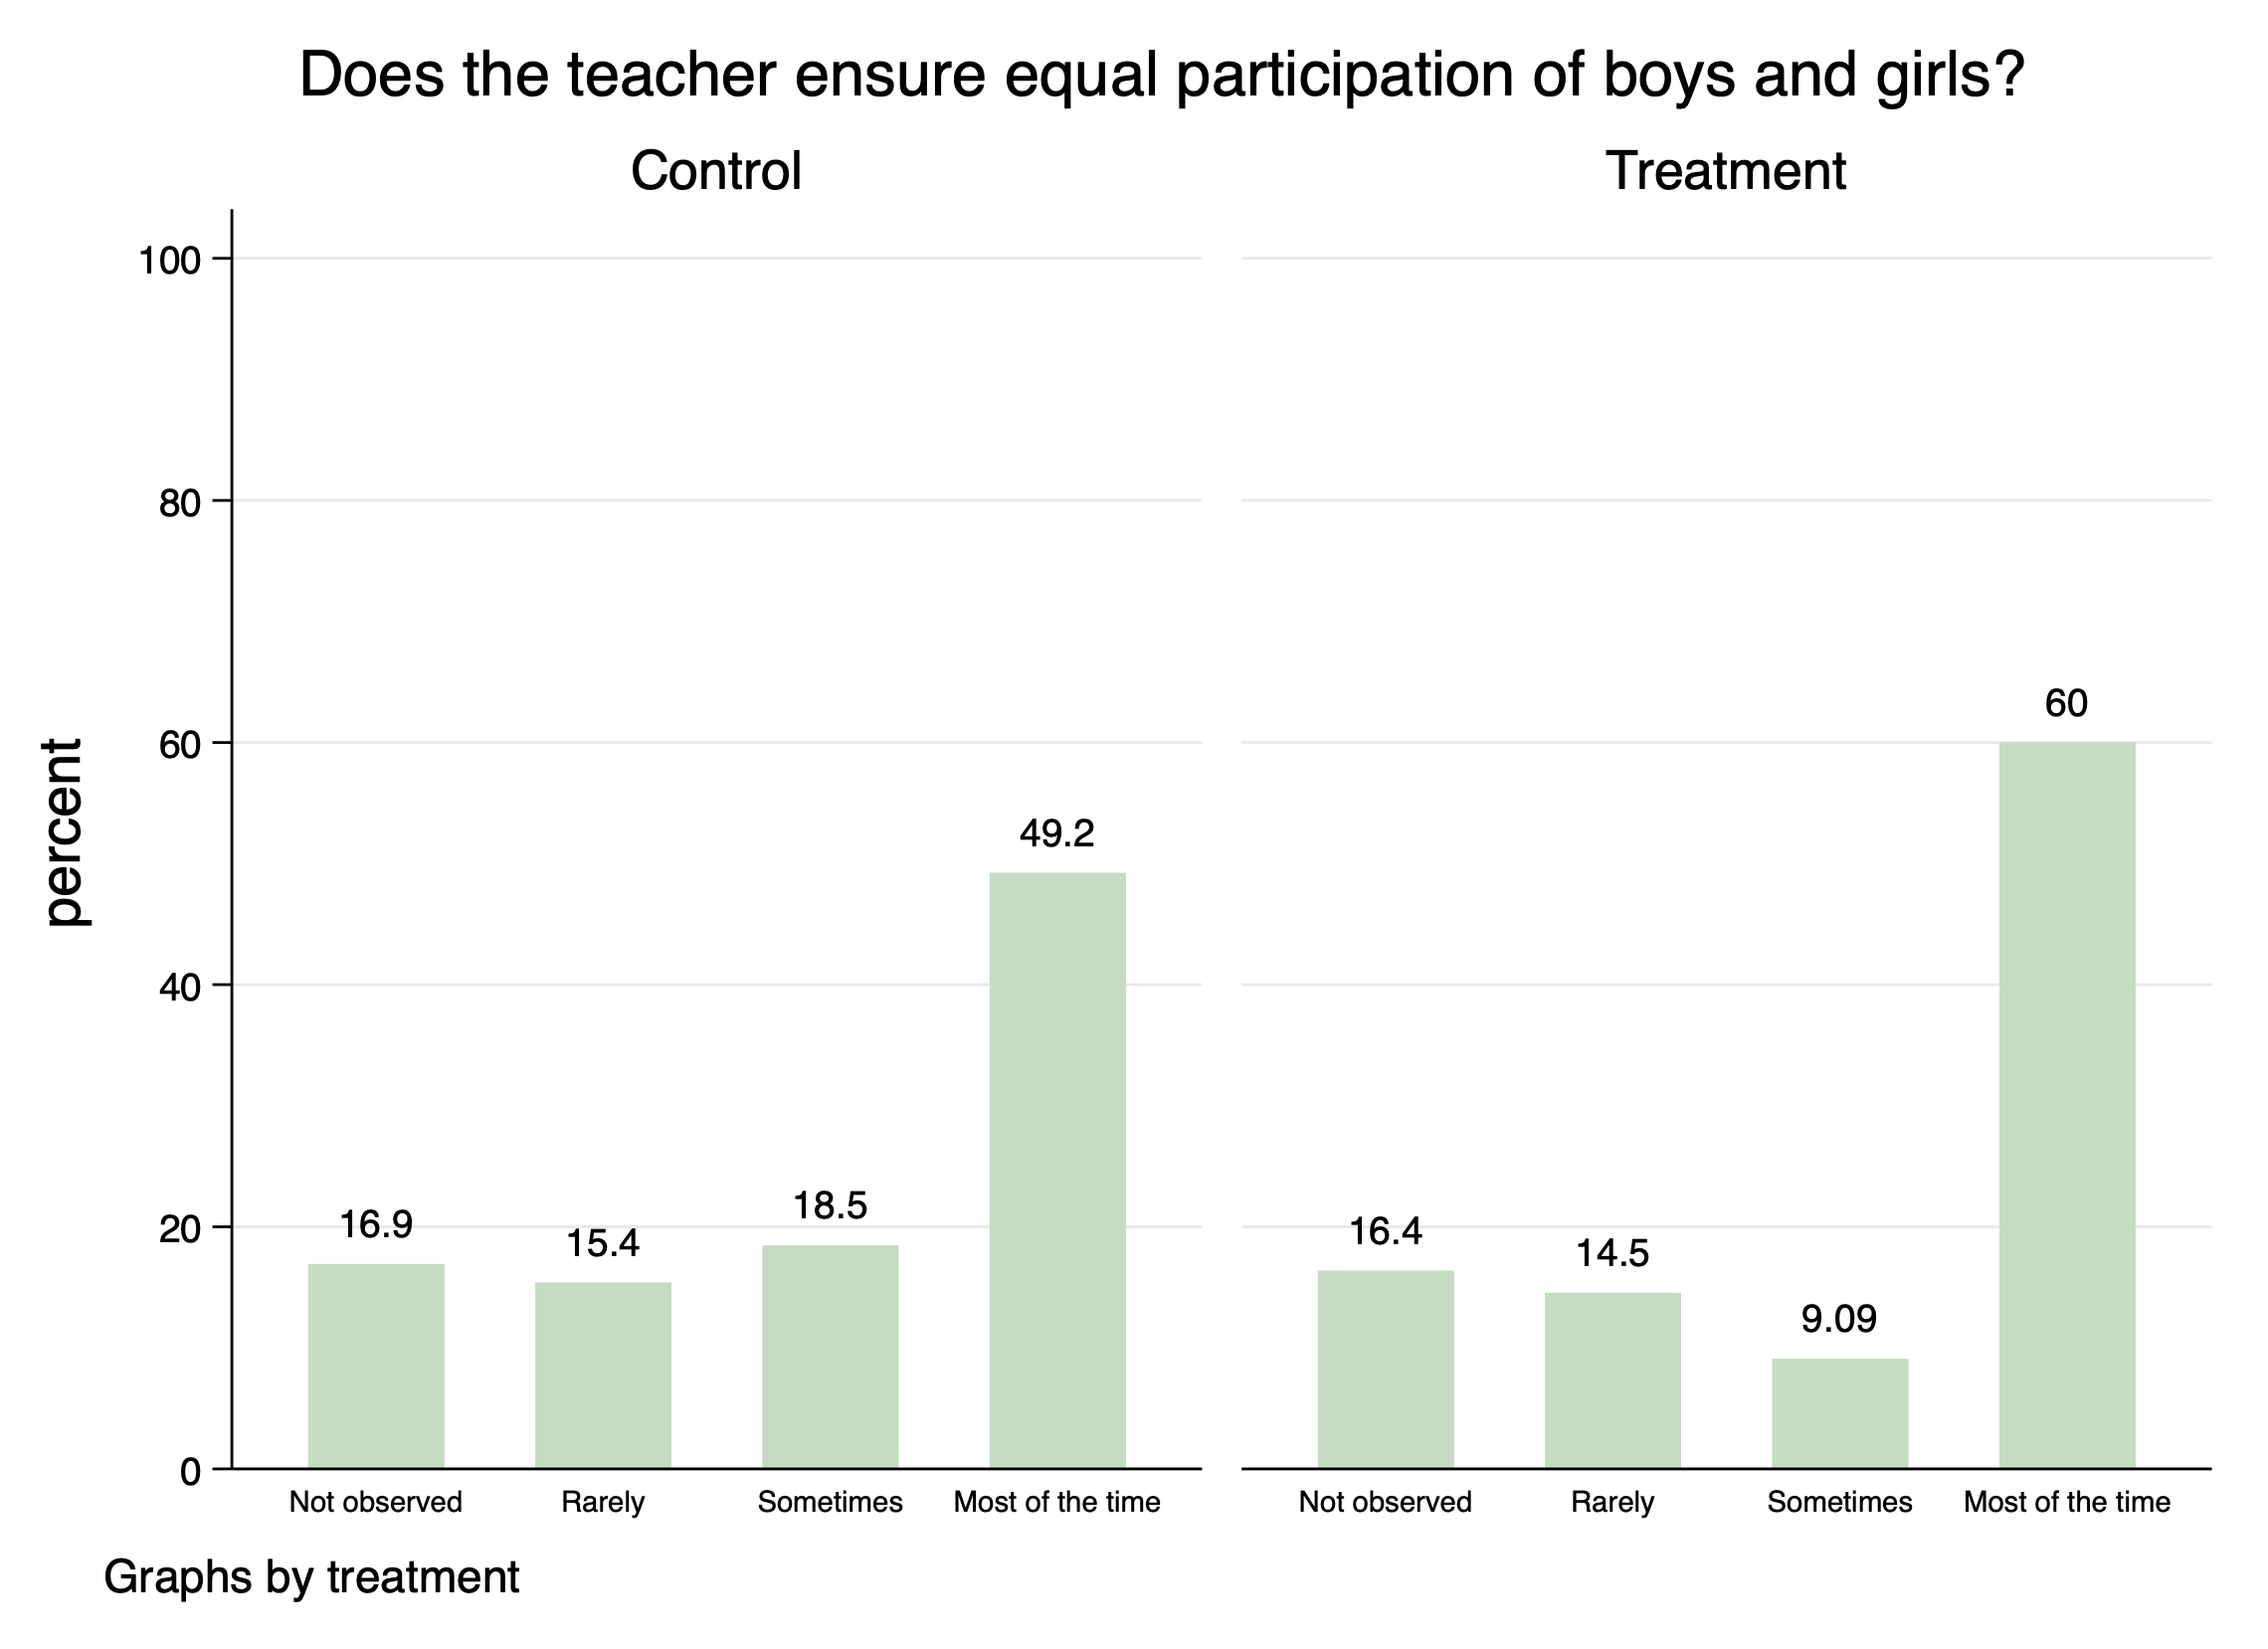 Does the teacher ensure equal participation of boys and girls?
Control
Treatment
percent
100
80
60
40
20
0
16.9
15.4
18.5
49.2
16.4
14.5
9.09
60
Not observed
Rarely
Sometimes
Most of the time
Not observed
Rarely
Sometimes
Most of the time
Graphs by treatment